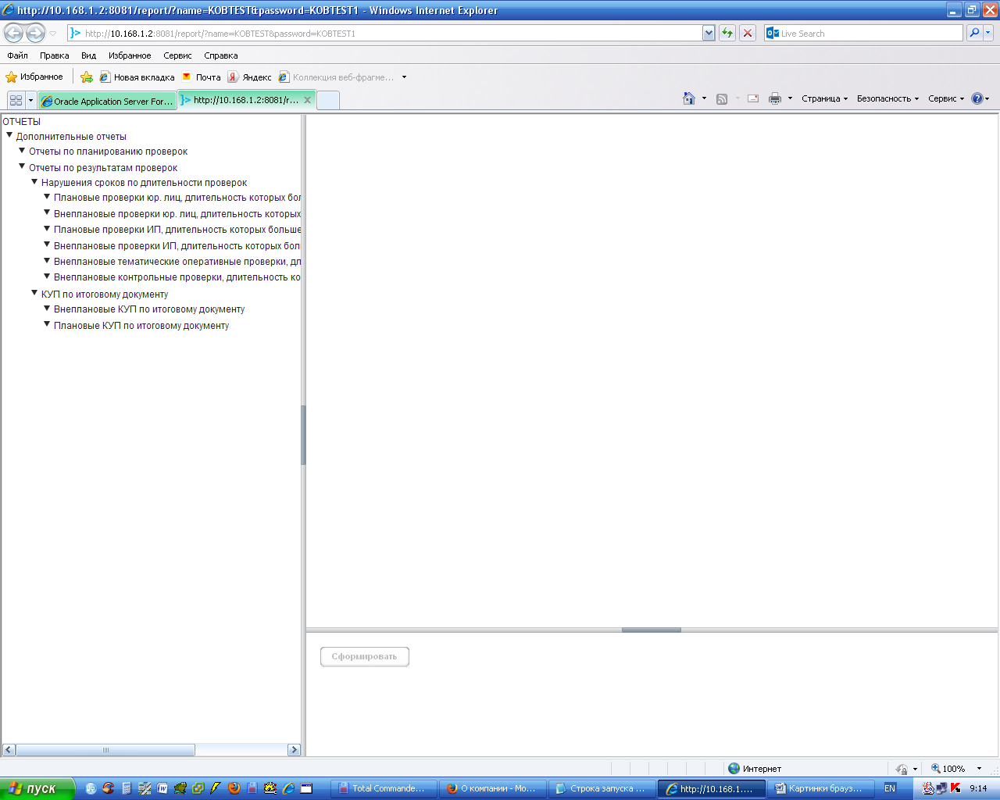 http://10.168.1.2:8081/report/?name=KOBTEST&password=KOBTEST1 - Windows Internet Explorer
http://10.168.1.2:8081/report/?name=KOBTEST&password=KOBTEST1
Live Search
Файл Правка Вид Избранное Сервис Справка
Избранное Новая вкладка Почта Яндекс Коллекция веб-фрагме...
Oracle Application Server For... http://10.168.1.2:8081/r... Страница Безопасность Сервис
ОТЧЕТЫ
Дополнительные отчеты
Отчеты по планированию проверок
Отчеты по результатам проверок
Нарушения сроков по длительности проверок
Плановые проверки юр. лиц, длительность которых бол
Внеплановые проверки юр. лиц, длительность которых
Плановые проверки ИП, длительность которых больше
Внеплановые проверки ИП, длительность которых бол
Внеплановые тематические оперативные проверки, дл
Внеплановые контрольные проверки, длительность ко
КУП по итоговому документу
Внеплановые КУП по итоговому документу
Плановые КУП по итоговому документу
Сформировать
Интернет 100%
пуск Total Commande... О компании - Mo... Строка запуска ... http://10.168.1.... Картинки брауз... EN 9:14